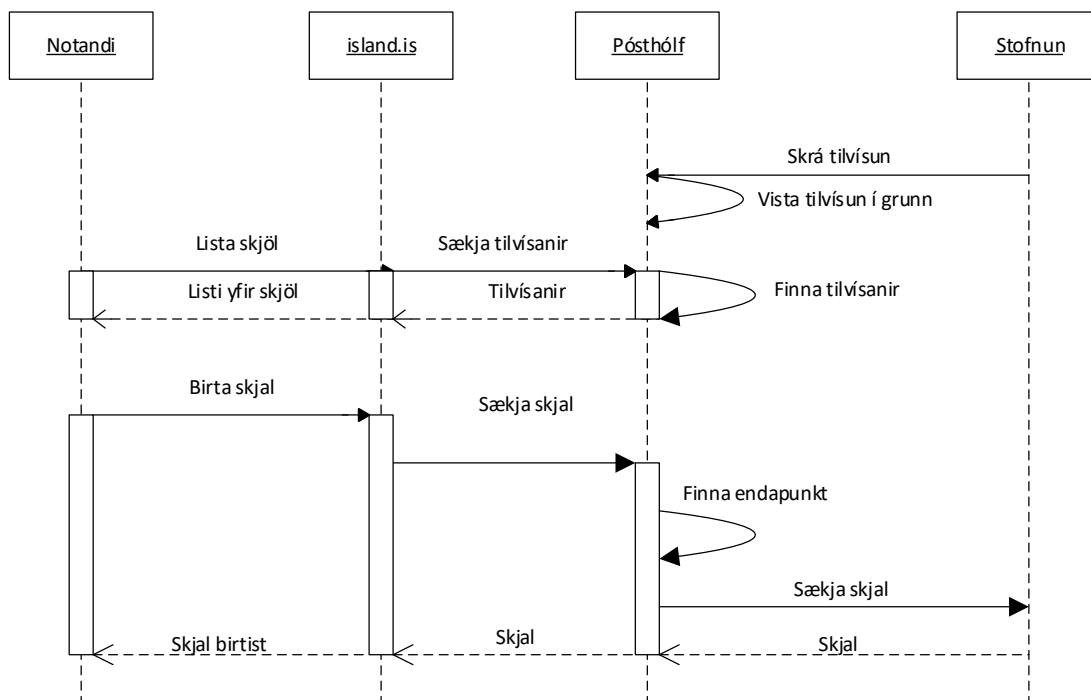 Notandi
island.is
Pósthólf
Stofnun
Skrá tilvísun
Vista tilvísun í grunn
Lista skjöl
Sækja tilvísanir
Listi yfir skjöl
Tilvísanir
Finna tilvísanir
Birta skjal
Sækja skjal
Finna endapunkt
Sækja skjal
Skjal birtist
Skjal
Skjal